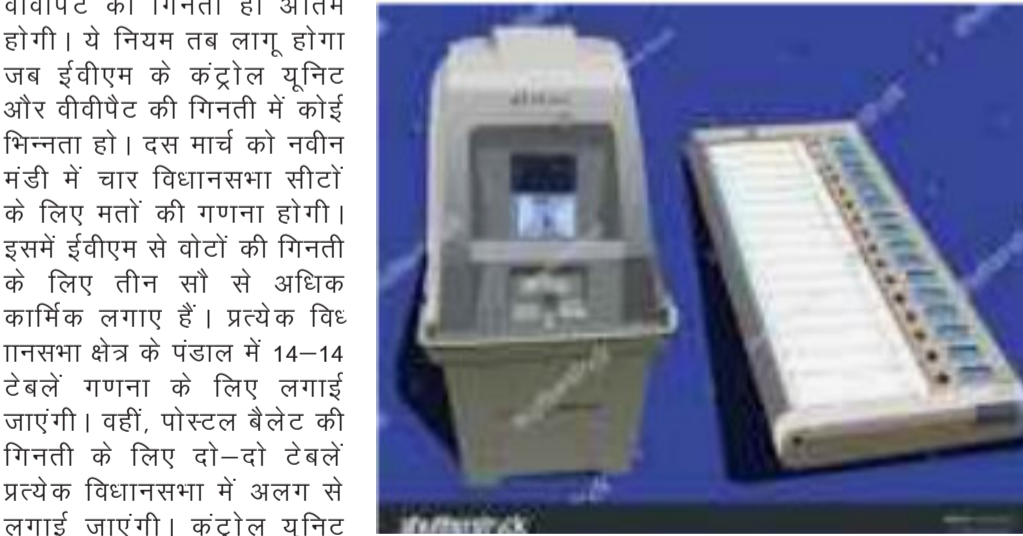 वीवीपैट की गिनती ही अंतिम
होगी। ये नियम तब लागू होगा
जब ईवीएम के कंट्रोल यूनिट
और वीवीपैट की गिनती में कोई
भिन्नता हो। दस मार्च को नवीन
मंडी में चार विधानसभा सीटों
के लिए मतों की गणना होगी।
इसमें ईवीएम से वोटों की गिनती
के लिए तीन सौ से अधिक
कार्मिक लगाए हैं। प्रत्येक विध
ानसभा क्षेत्र के पंडाल में 14–14
टेबलें गणना के लिए लगाई
जाएंगी। वहीं, पोस्टल बैलेट की
गिनती के लिए दो–दो टेबलें
प्रत्येक विधानसभा में अलग से
लगाई जाएंगी। कंट्रोल यूनिट
shutterstock